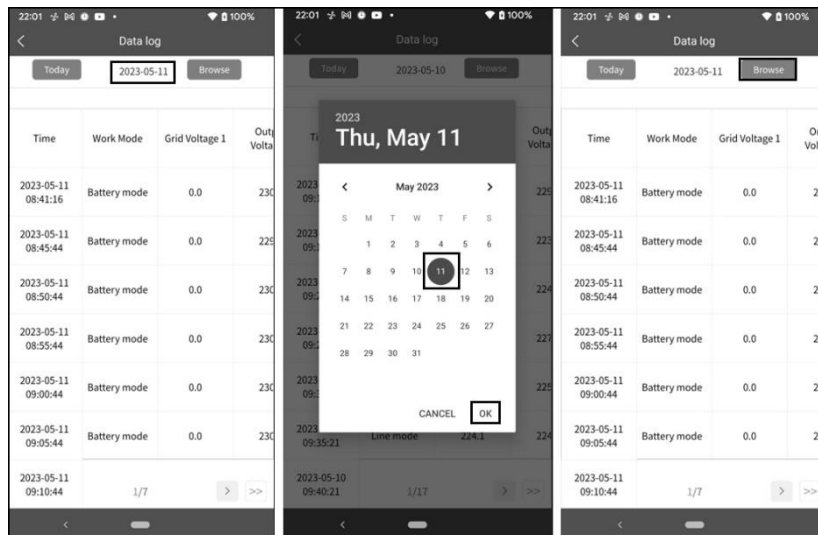 22:01 100%
Data log
Today 2023-05-11 Browse
Time Work Mode Grid Voltage 1
2023-05-11
08:41:16 Battery mode 0.0 230
2023-05-11
08:45:44 Battery mode 0.0 229
2023-05-11
08:50:44 Battery mode 0.0 230
2023-05-11
08:55:44 Battery mode 0.0 230
2023-05-11
09:00:44 Battery mode 0.0 230
2023-05-11
09:05:44 Battery mode 0.0 230
2023-05-11
09:10:44
1/7 > >>
22:01 100%
Data log
Today 2023-05-10 Browse
2023
Thu, May 11
< May 2023 >
S M T W T F S
1 2 3 4 5 6
7 8 9 10 11 12 13
14 15 16 17 18 19 20
21 22 23 24 25 26 27
28 29 30 31
CANCEL OK
225
223
224
227
225
09:35:21 Line mode 224.1 224
2023-05-10
09:40:21
1/17 > >>
22:01 100%
Data log
Today 2023-05-11 Browse
Time Work Mode Grid Voltage 1
2023-05-11
08:41:16 Battery mode 0.0
2023-05-11
08:45:44 Battery mode 0.0
2023-05-11
08:50:44 Battery mode 0.0
2023-05-11
08:55:44 Battery mode 0.0
2023-05-11
09:00:44 Battery mode 0.0
2023-05-11
09:05:44 Battery mode 0.0
2023-05-11
09:10:44
1/7 > >>